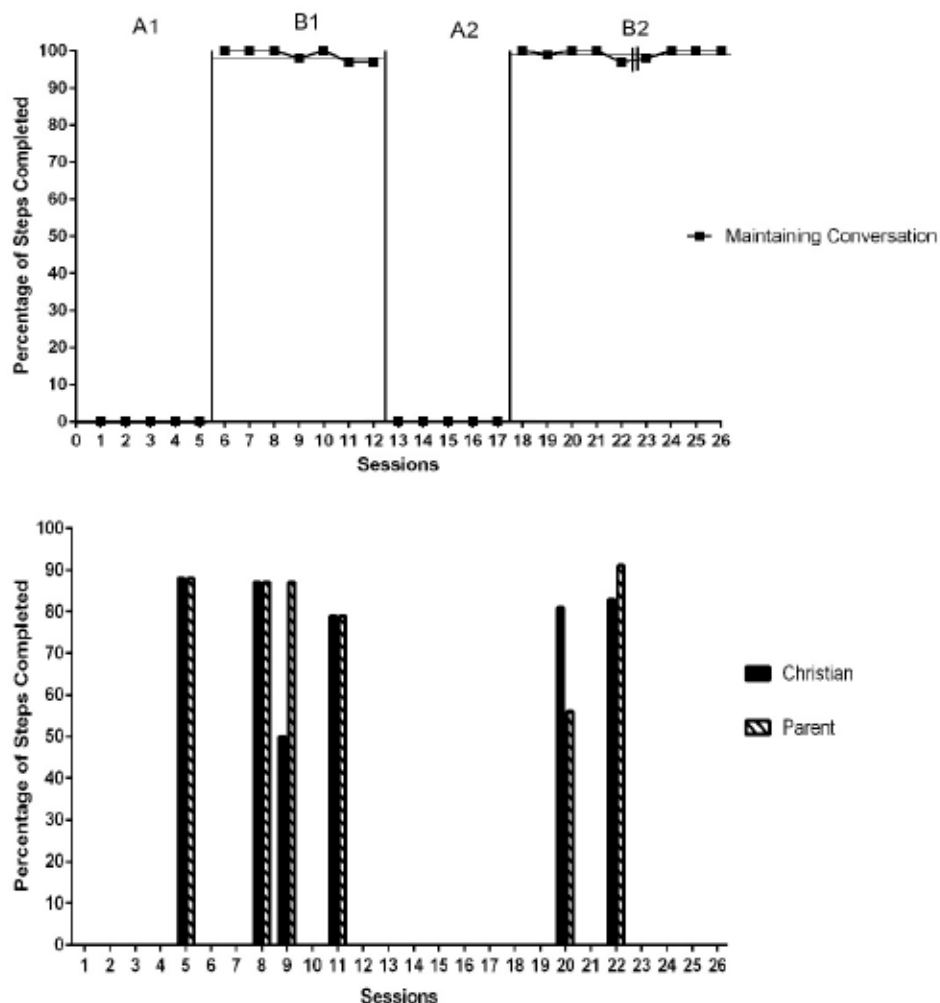 A1 B1 A2 B2
Percentage of Steps Completed
100
90
80
70
60
50
40
30
20
10
0
0 1 2 3 4 5 6 7 8 9 10 11 12 13 14 15 16 17 18 19 20 21 22 23 24 25 26
Sessions
Maintaining Conversation
Percentage of Steps Completed
100
90
80
70
60
50
40
30
20
10
0
1 2 3 4 5 6 7 8 9 10 11 12 13 14 15 16 17 18 19 20 21 22 23 24 25 26
Sessions
Christian
Parent